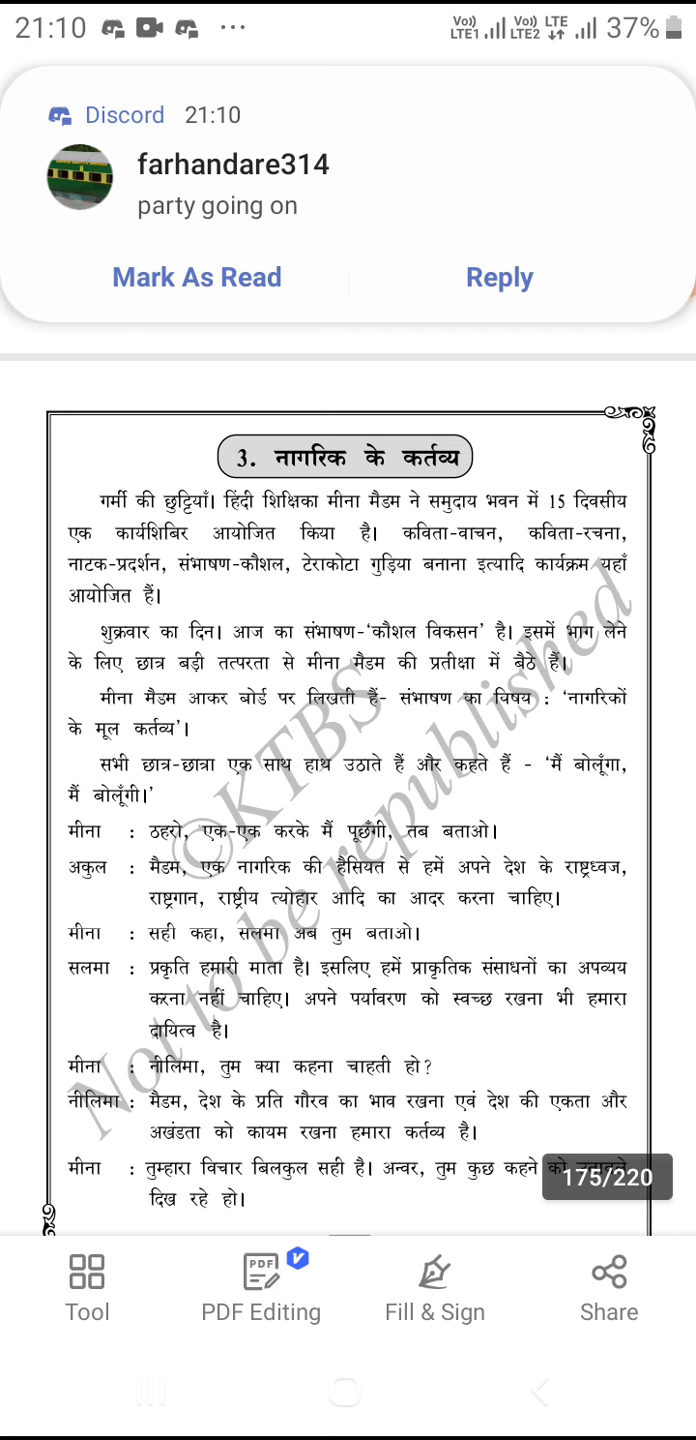 21:10 ... Vo)) LTE1 Vo)) LTE2 LTE 37%
Discord 21:10
farhandare314
party going on
Mark As Read Reply
3. नागरिक के कर्तव्य
गर्मी की छुट्टियाँ। हिंदी शिक्षिका मीना मैडम ने समुदाय भवन में 15 दिवसीय
एक कार्यशिबिर आयोजित किया है। कविता-वाचन, कविता-रचना,
नाटक-प्रदर्शन, संभाषण-कौशल, टेराकोटा गुड़िया बनाना इत्यादि कार्यक्रम यहाँ
आयोजित हैं।
शुक्रवार का दिन। आज का संभाषण-‘कौशल विकसन’ है। इसमें भाग लेने
के लिए छात्र बड़ी तत्परता से मीना मैडम की प्रतीक्षा में बैठे हैं।
मीना मैडम आकर बोर्ड पर लिखती हैं- संभाषण का विषय : ‘नागरिकों
के मूल कर्तव्य’।
सभी छात्र-छात्रा एक साथ हाथ उठाते हैं और कहते हैं - ‘मैं बोलूँगा,
मैं बोलूँगी।’
मीना : ठहरो, एक-एक करके मैं पूछूँगी, तब बताओ।
अकुल : मैडम, एक नागरिक की हैसियत से हमें अपने देश के राष्ट्रध्वज,
राष्ट्रगान, राष्ट्रीय त्योहार आदि का आदर करना चाहिए।
मीना : सही कहा, सलमा अब तुम बताओ।
सलमा : प्रकृति हमारी माता है। इसलिए हमें प्राकृतिक संसाधनों का अपव्यय
करना नहीं चाहिए। अपने पर्यावरण को स्वच्छ रखना भी हमारा
दायित्व है।
मीना : नीलिमा, तुम क्या कहना चाहती हो?
नीलिमा : मैडम, देश के प्रति गौरव का भाव रखना एवं देश की एकता और
अखंडता को कायम रखना हमारा कर्तव्य है।
मीना : तुम्हारा विचार बिलकुल सही है। अन्वर, तुम कुछ कहने को
दिख रहे हो।
©KTBS
Not to be republished
175/220
PDF
Tool PDF Editing Fill & Sign Share